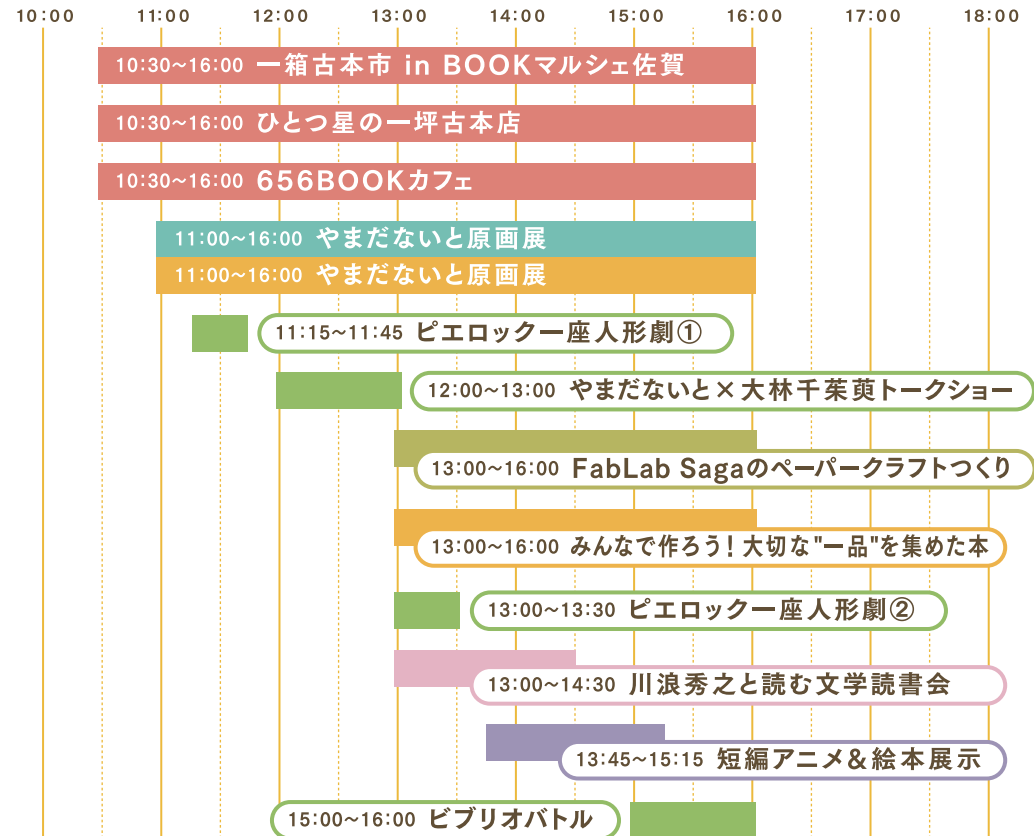 10:00 11:00 12:00 13:00 14:00 15:00 16:00 17:00 18:00
10:30~16:00 一箱古本市 in BOOKマルシェ佐賀
10:30~16:00 ひとつ星の一坪古本店
10:30~16:00 656BOOKカフェ
11:00~16:00 やまだないと原画展
11:00~16:00 やまだないと原画展
11:15~11:45 ピエロック一座人形劇①
12:00~13:00 やまだないと×大林千茱萸トークショー
13:00~16:00 FabLab Sagaのペーパークラフトつくり
13:00~16:00 みんなで作ろう！大切な"一品"を集めた本
13:00~13:30 ピエロック一座人形劇②
13:00~14:30 川浪秀之と読む文学読書会
13:45~15:15 短編アニメ&絵本展示
15:00~16:00 ビブリオバトル